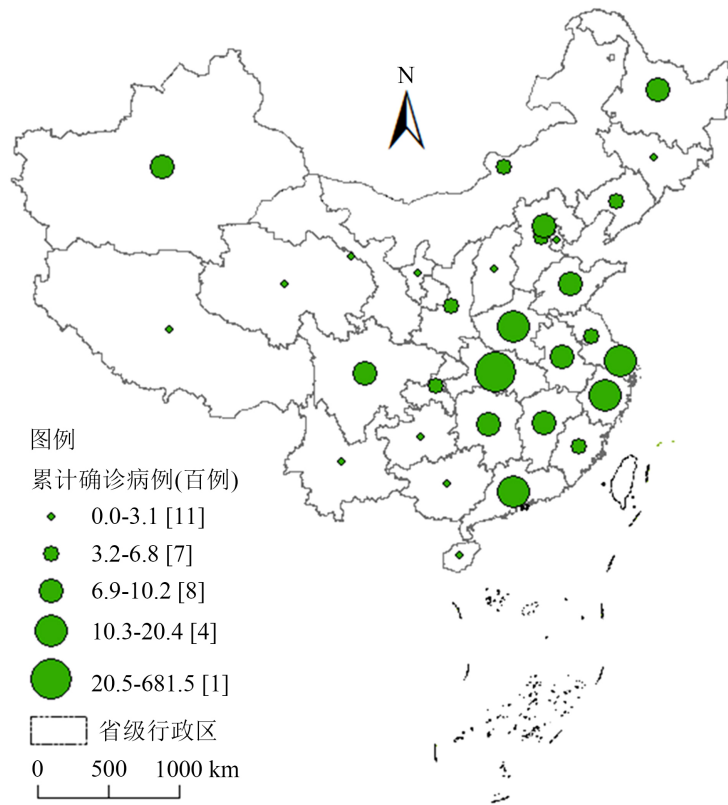 N
图例
累计确诊病例(百例)
0.0-3.1 [11]
3.2-6.8 [7]
6.9-10.2 [8]
10.3-20.4 [4]
20.5-681.5 [1]
省级行政区
0 500 1000 km